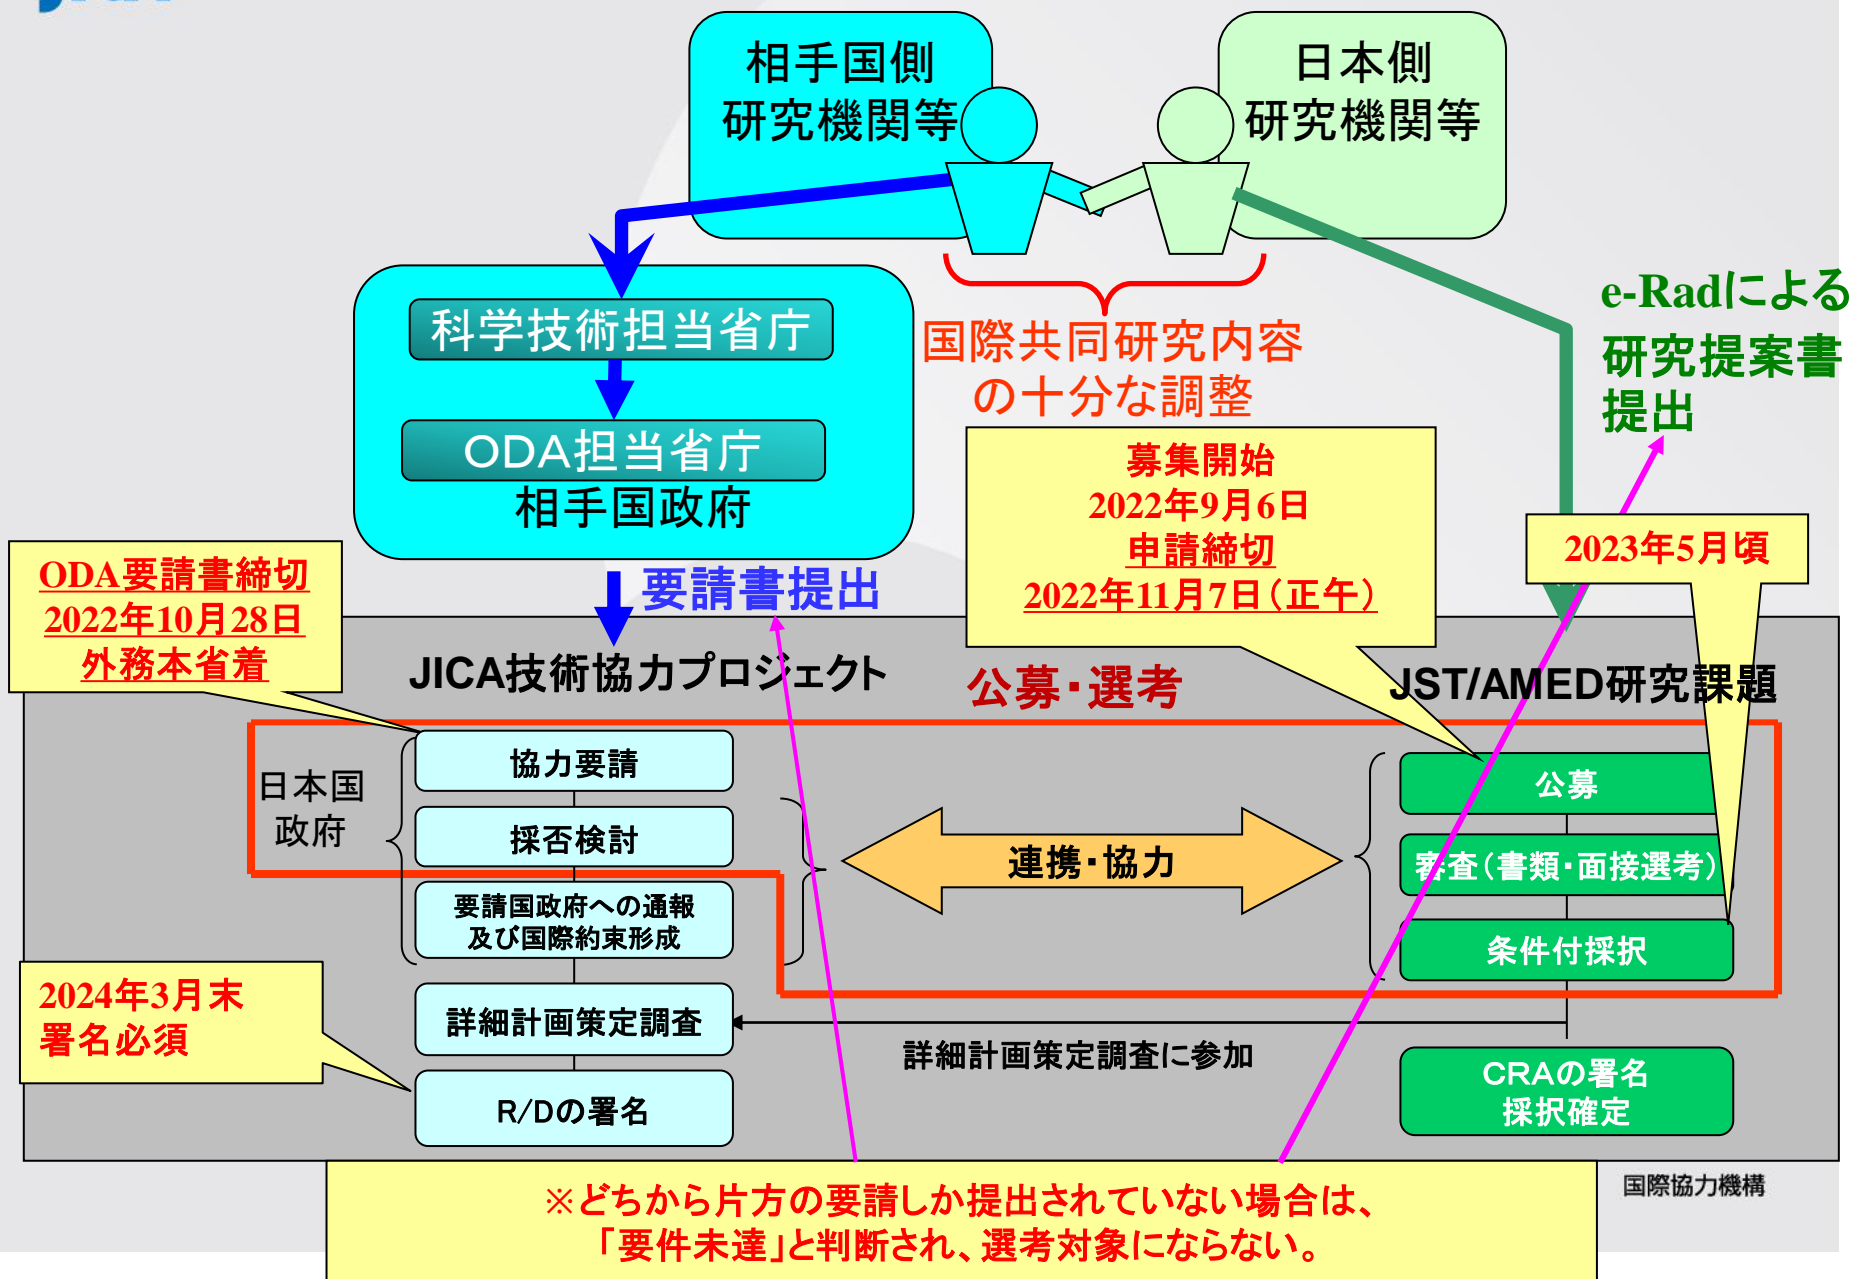 相手国側
研究機関等
日本側
研究機関等
科学技術担当省庁
ODA担当省庁
相手国政府
国際共同研究内容
の十分な調整
e-Radによる
研究提案書
提出
募集開始
2022年9月6日
申請締切
2022年11月7日(正午)
2023年5月頃
ODA要請書締切
2022年10月28日
外務本省着
要請書提出
JICA技術協力プロジェクト
公募・選考
JST/AMED研究課題
日本国
政府
協力要請
採否検討
要請国政府への通報
及び国際約束形成
詳細計画策定調査
R/Dの署名
連携・協力
公募
審査(書類・面接選考)
条件付採択
詳細計画策定調査に参加
CRAの署名
採択確定
2024年3月末
署名必須
※どちから片方の要請しか提出されていない場合は、
「要件未達」と判断され、選考対象にならない。
国際協力機構